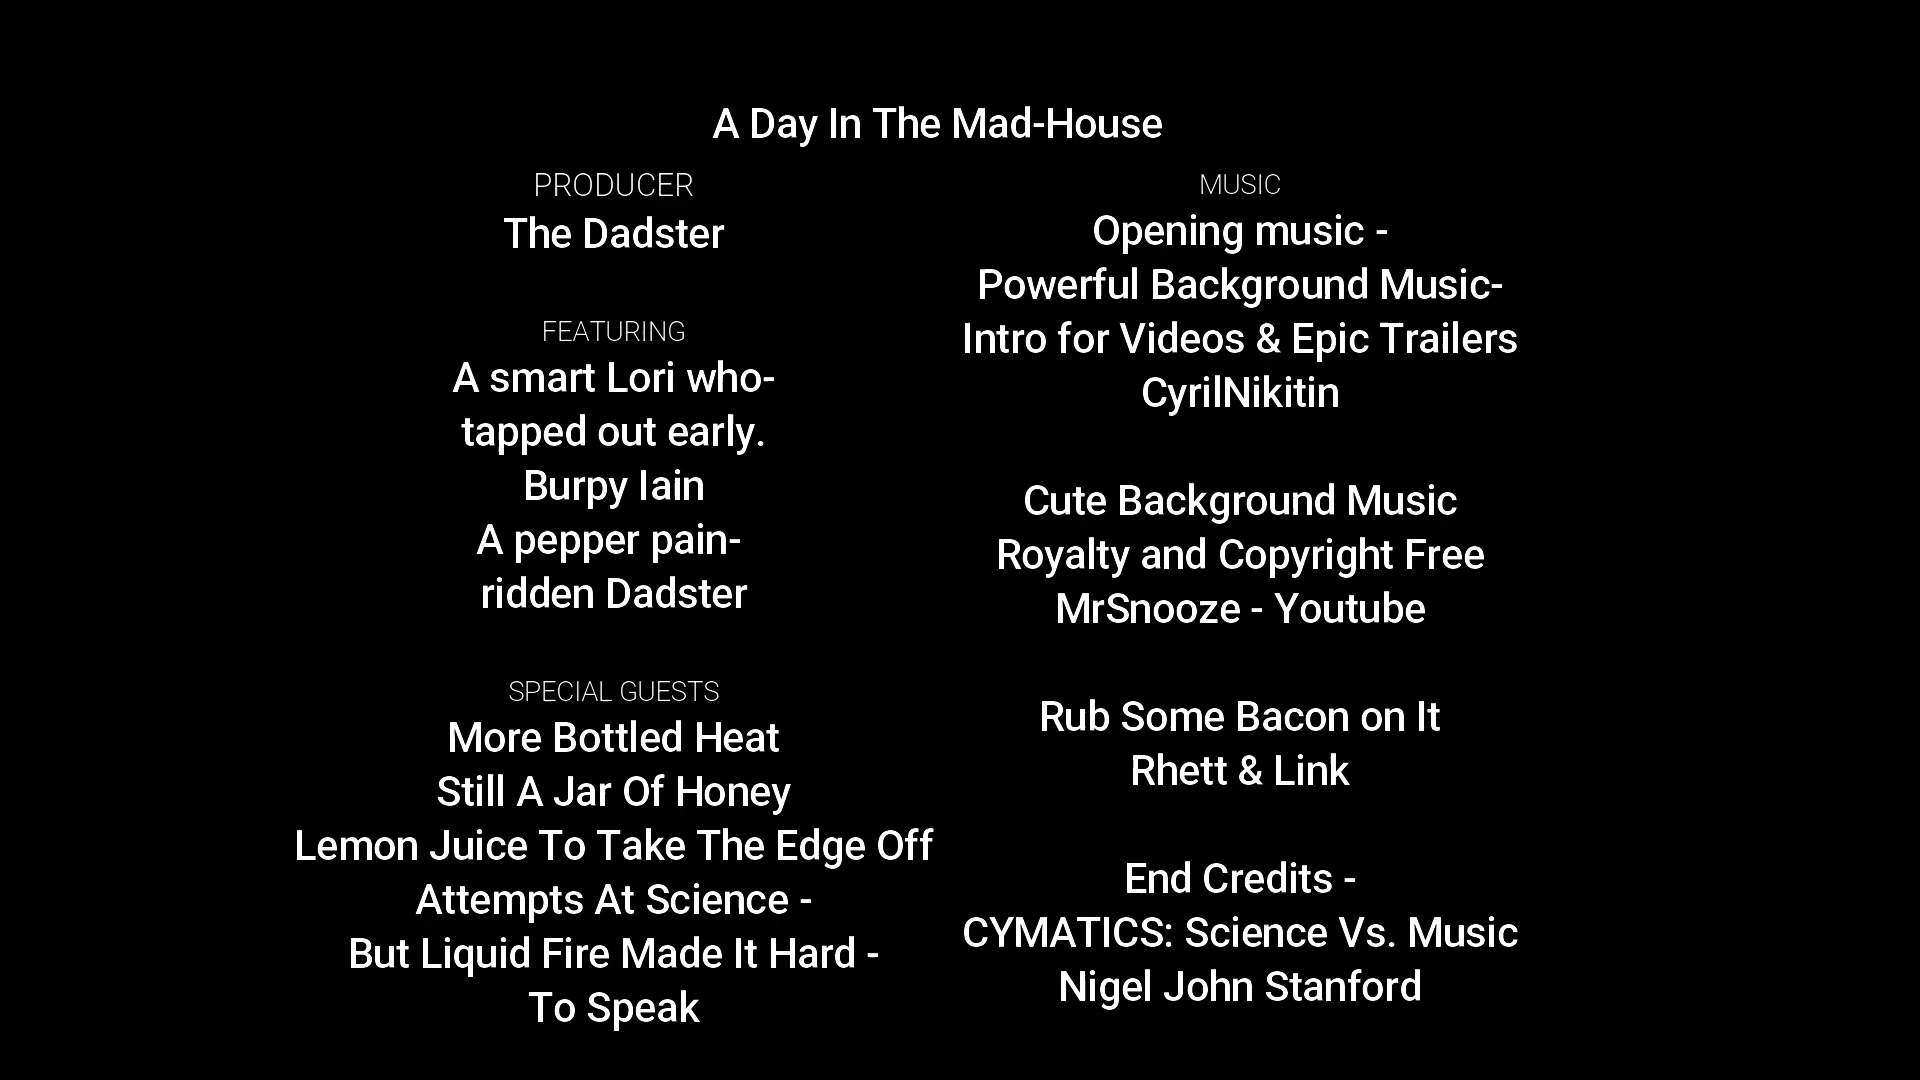 A Day In The Mad-House
PRODUCER
The Dadster
FEATURING
A smart Lori who-
tapped out early.
Burpy Iain
A pepper pain-
ridden Dadster
SPECIAL GUESTS
More Bottled Heat
Still A Jar Of Honey
Lemon Juice To Take The Edge Off
Attempts At Science -
But Liquid Fire Made It Hard -
To Speak
MUSIC
Opening music -
Powerful Background Music-
Intro for Videos & Epic Trailers
CyrilNikitin
Cute Background Music
Royalty and Copyright Free
MrSnooze - Youtube
Rub Some Bacon on It
Rhett & Link
End Credits -
CYMATICS: Science Vs. Music
Nigel John Stanford